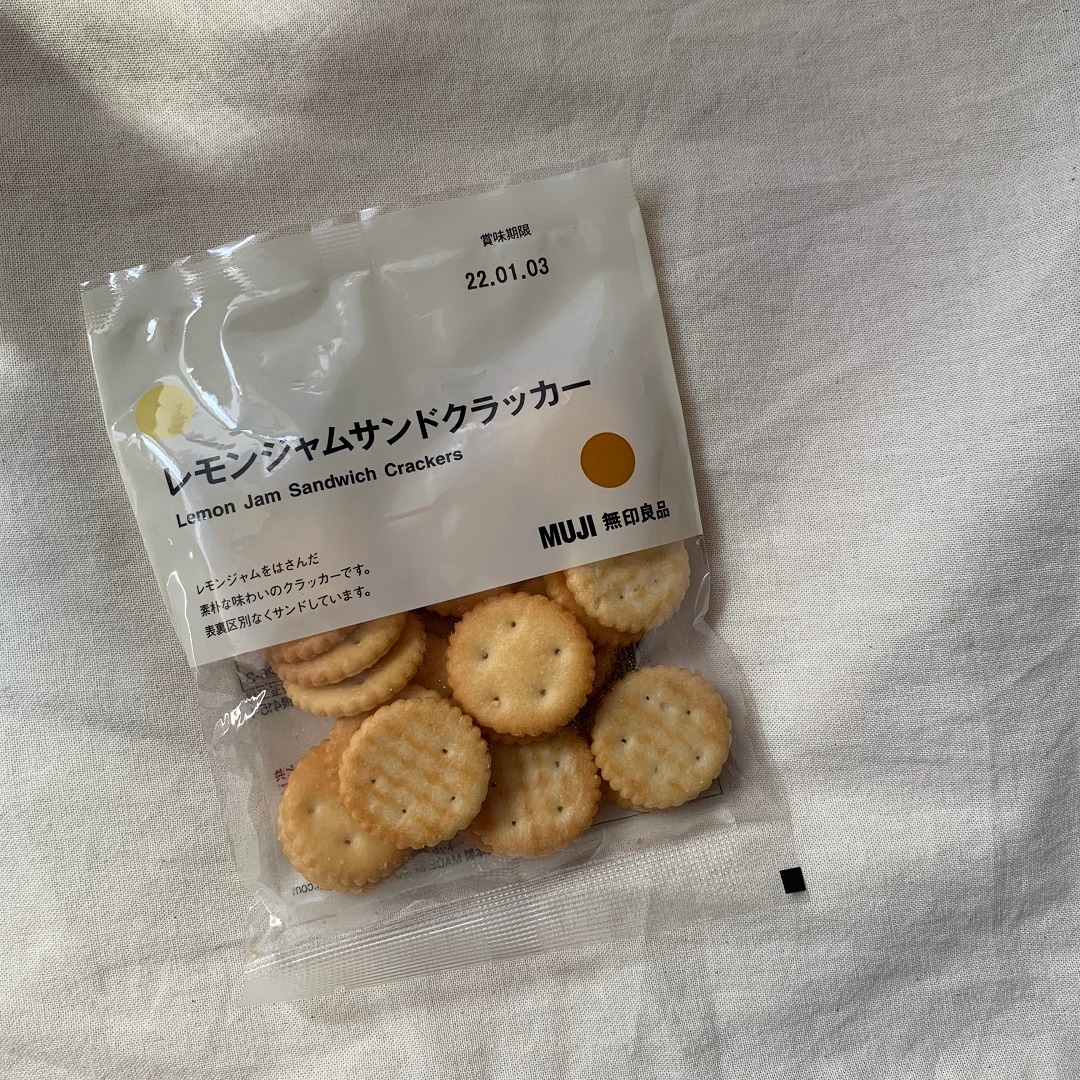 賞味期限
22.01.03
レモンジャムサンドクラッカー
Lemon Jam Sandwich Crackers
MUJI 無印良品
レモンジャムをはさんだ
素朴な味わいのクラッカーです。
表裏区別なくサンドしています。